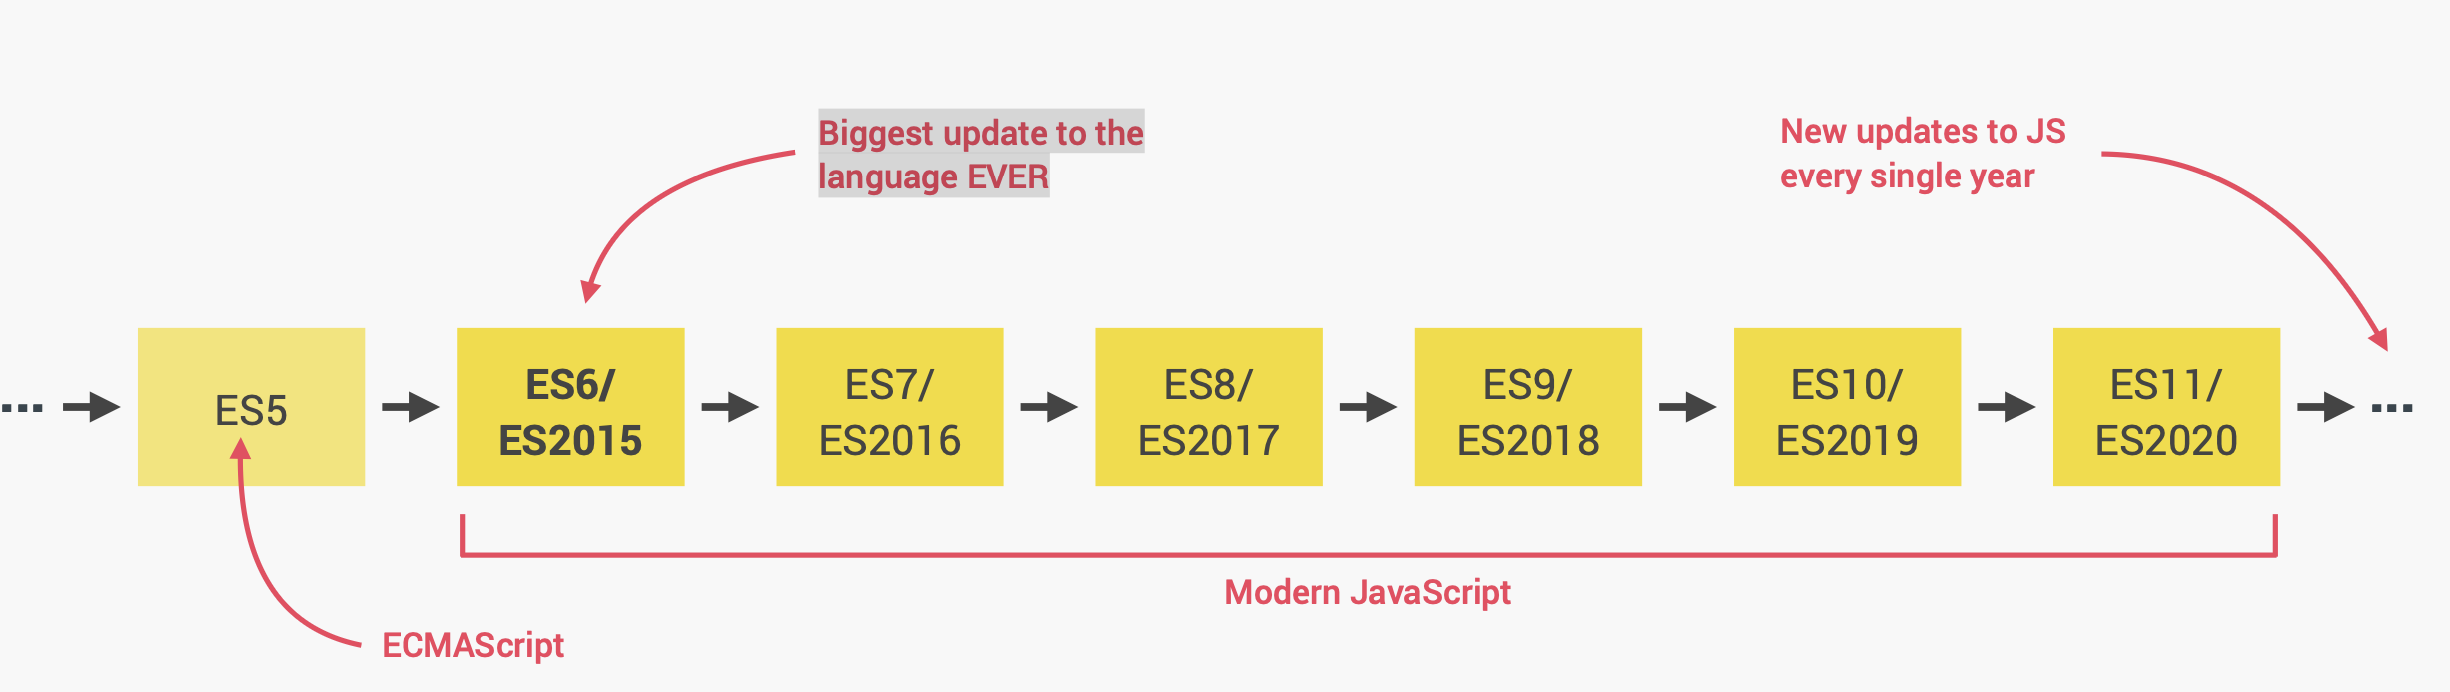 Biggest update to the
language EVER
New updates to JS
every single year
... 
ES5
ES6/
ES2015
ES7/
ES2016
ES8/
ES2017
ES9/
ES2018
ES10/
ES2019
ES11/
ES2020
...
Modern JavaScript
ECMAScript